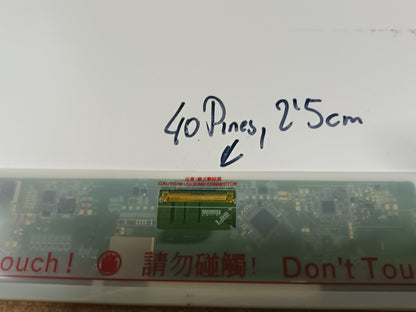 40 Pines, 2'5cm
CAUTION! LOCKING CONNECTOR
ouch! 請勿碰觸! Don't Tou